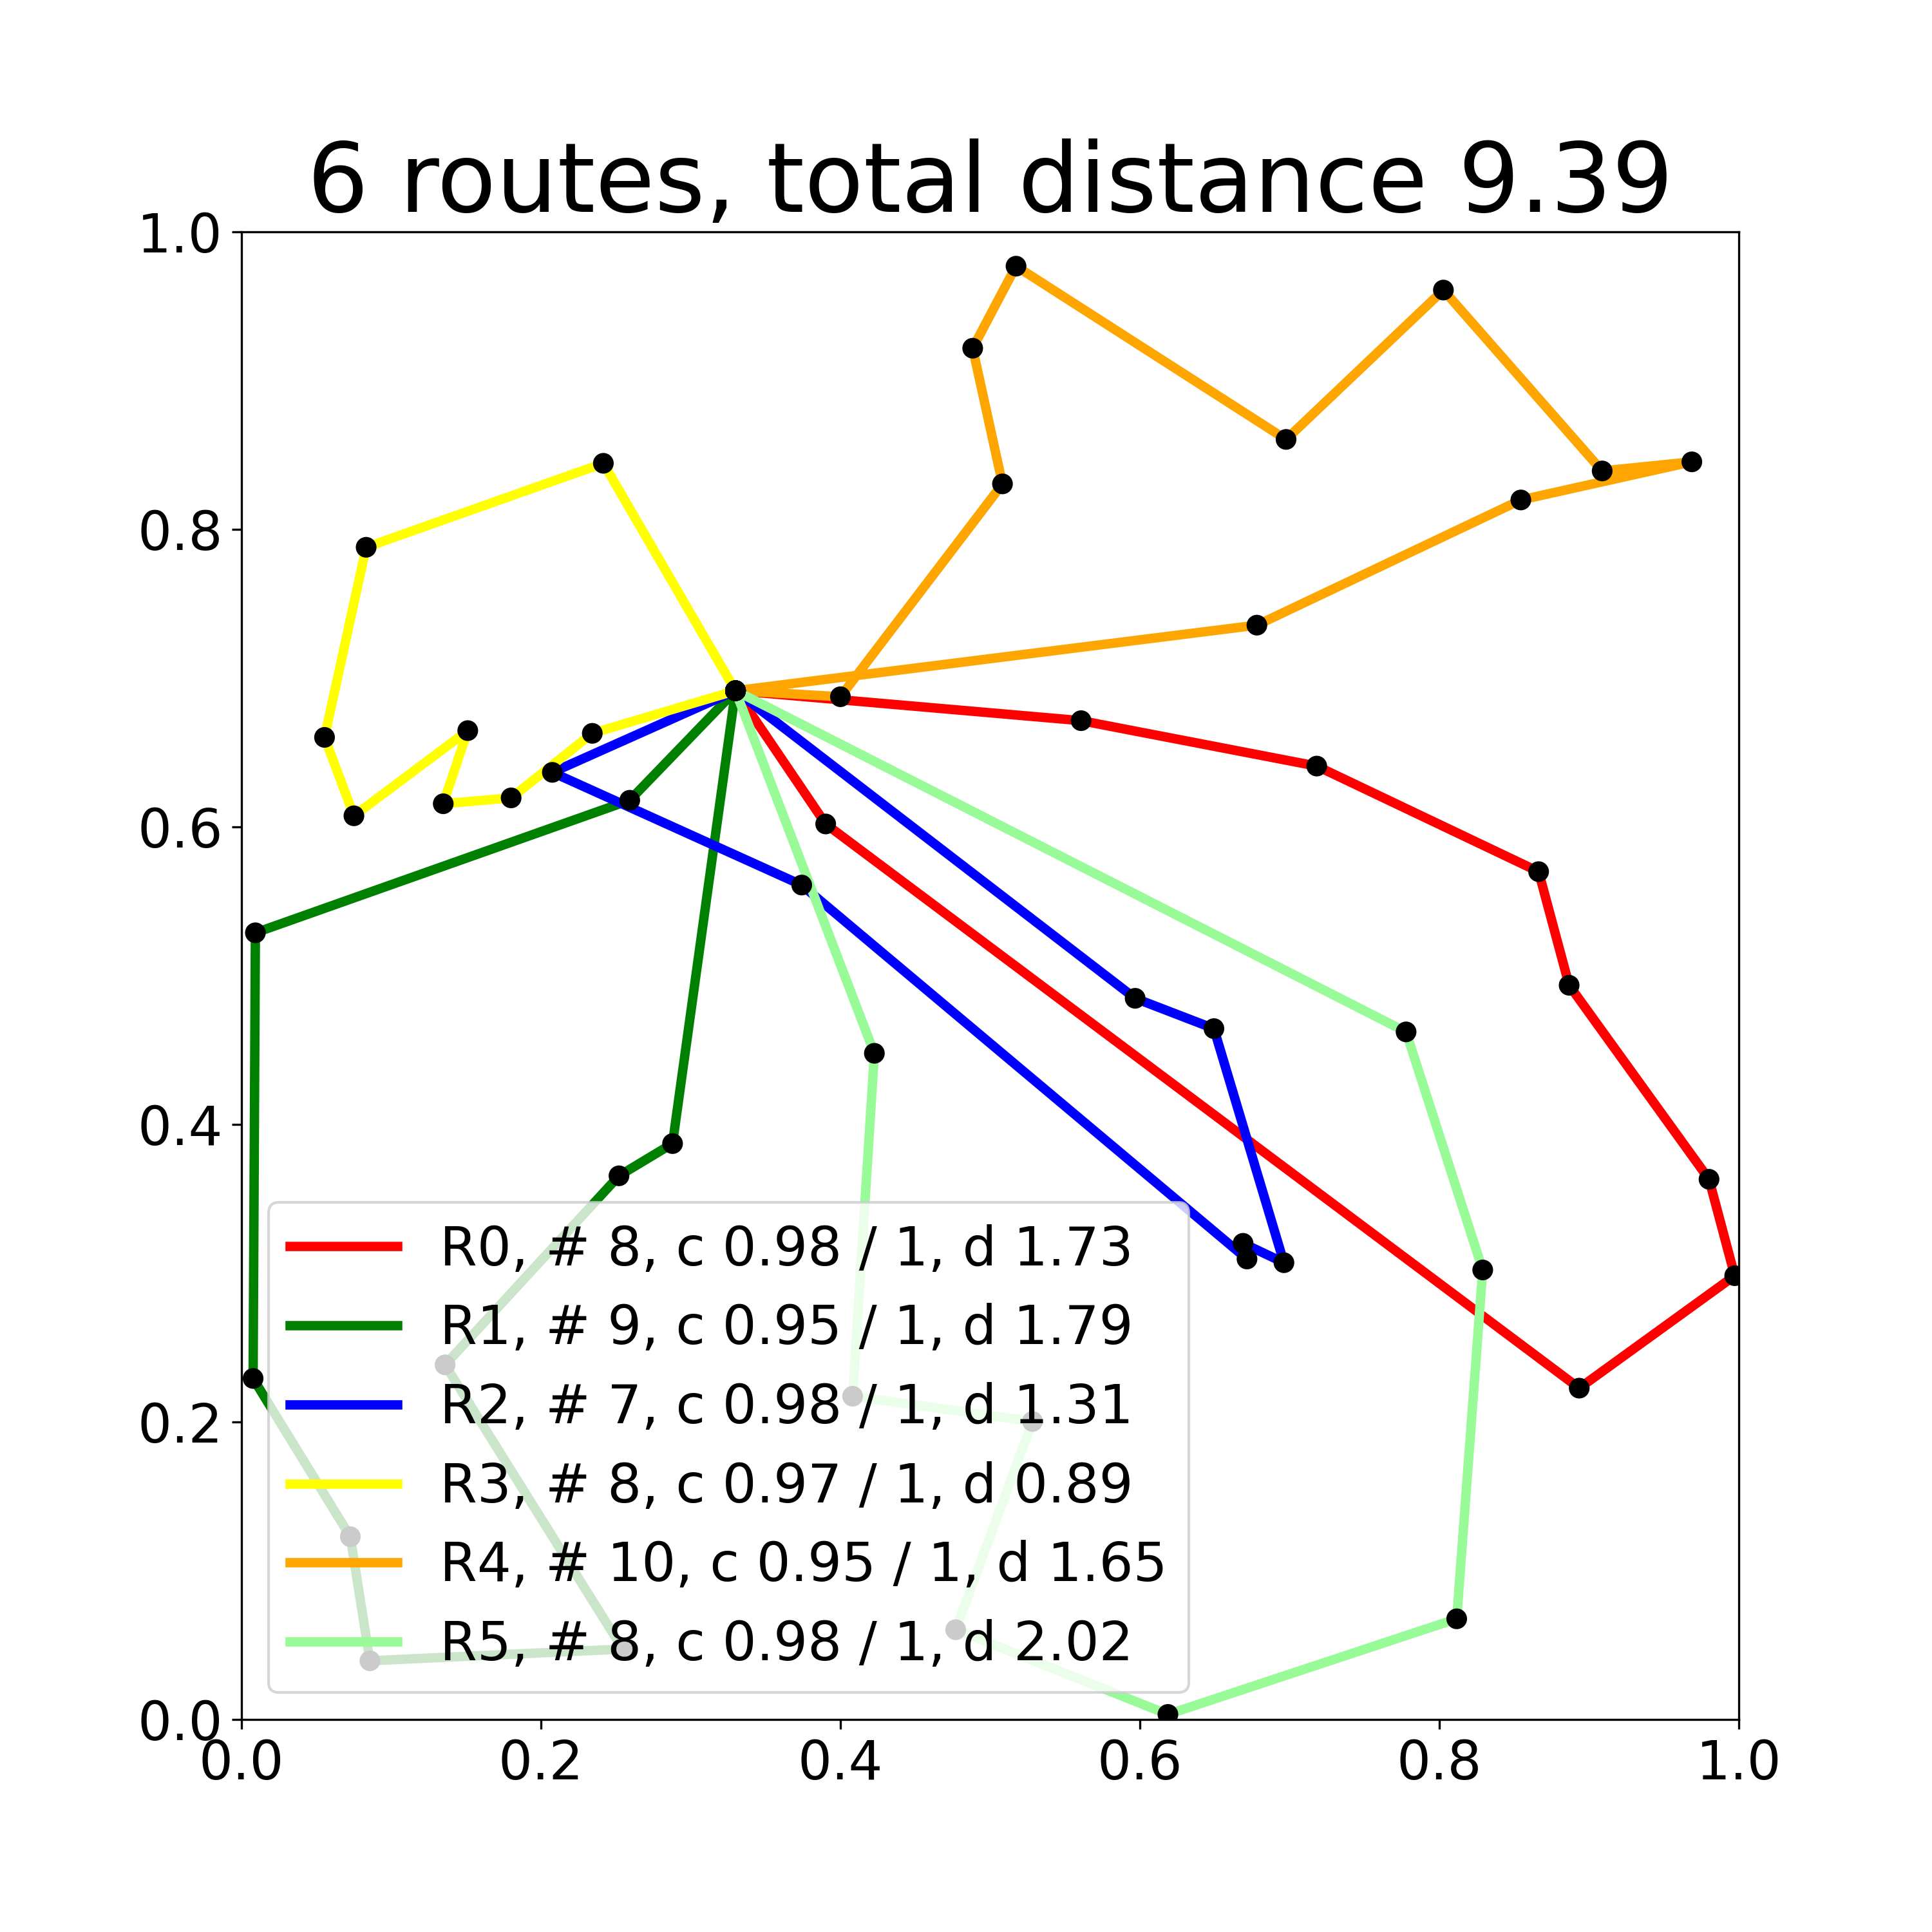 6 routes, total distance 9.39
1.0
0.8
0.6
0.4
0.2
0.0
R0, # 8, c 0.98 / 1, d 1.73
R1, # 9, c 0.95 / 1, d 1.79
R2, # 7, c 0.98 / 1, d 1.31
R3, # 8, c 0.97 / 1, d 0.89
R4, # 10, c 0.95 / 1, d 1.65
R5, # 8, c 0.98 / 1, d 2.02
0.0 0.2 0.4 0.6 0.8 1.0